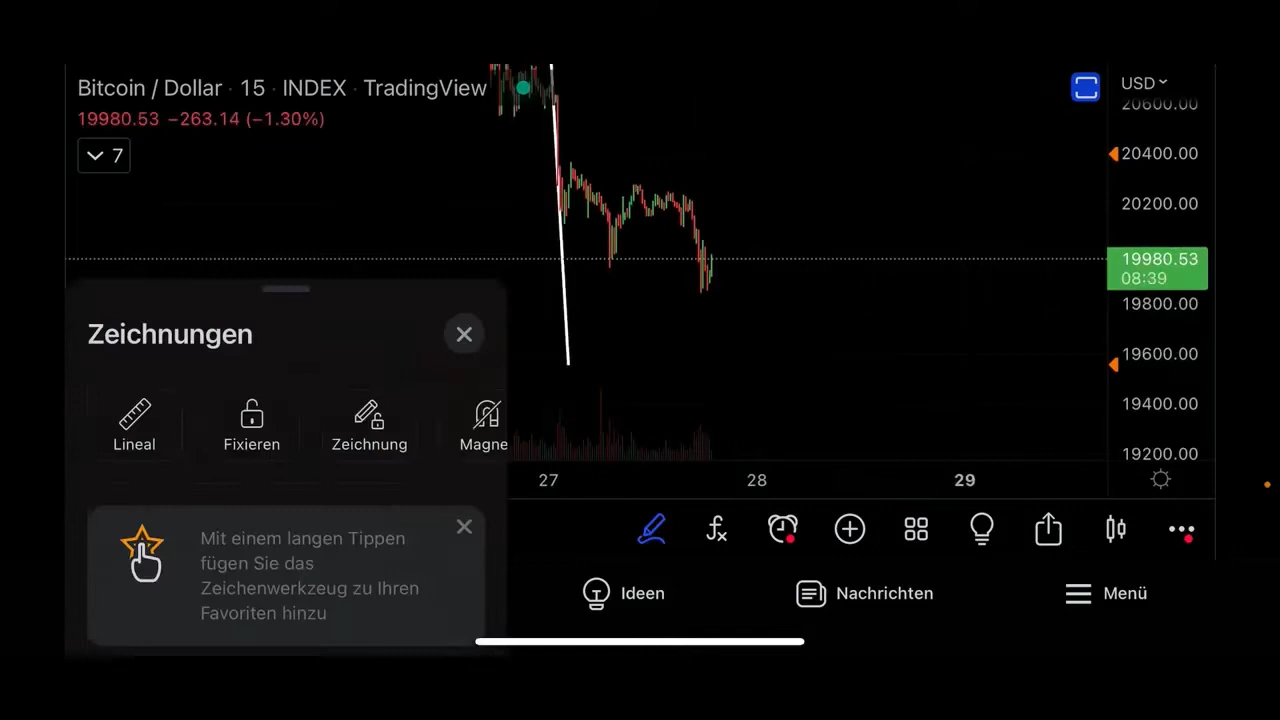 Bitcoin / Dollar · 15 · INDEX · TradingView
19980.53 −263.14 (−1.30%)
7
USD
20600.00
20400.00
20200.00
19980.53
08:39
19800.00
19600.00
19400.00
19200.00
27
28
29
Zeichnungen
Lineal
Fixieren
Zeichnung
Magne
Mit einem langen Tippen
fügen Sie das
Zeichenwerkzeug zu Ihren
Favoriten hinzu
Ideen
Nachrichten
Menü